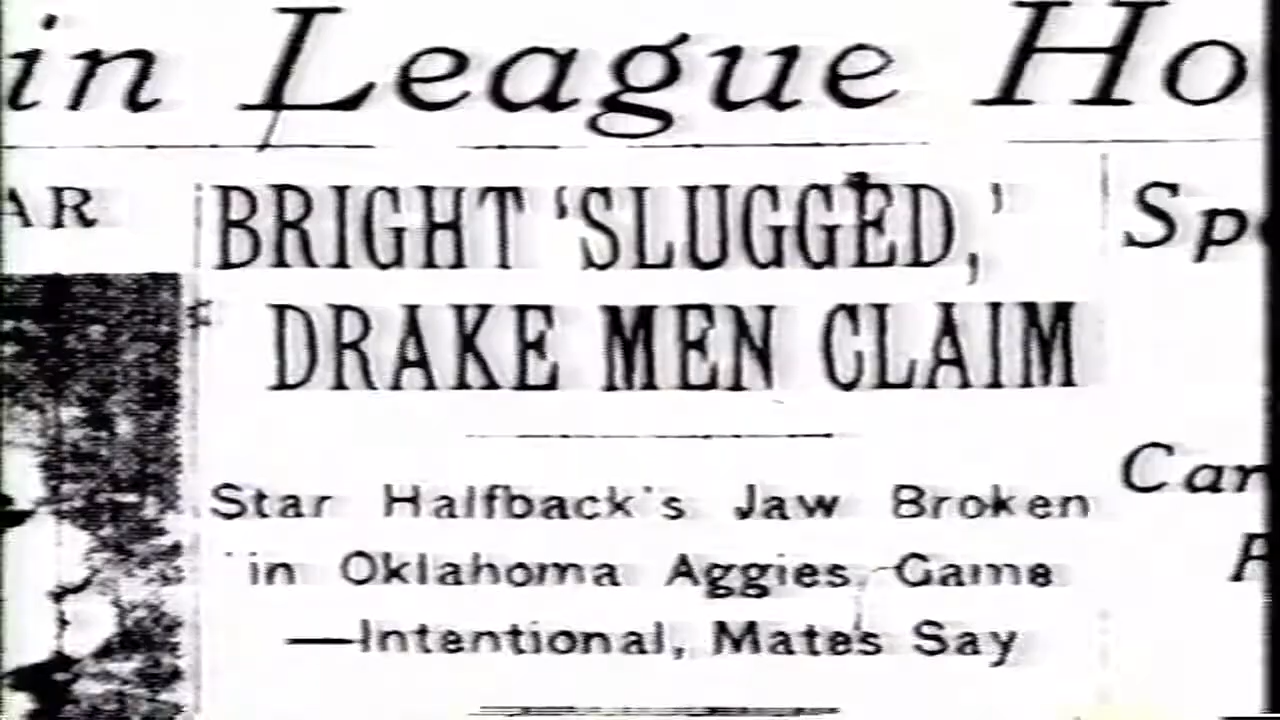 in League Ho
AR
BRIGHT 'SLUGGED,'
DRAKE MEN CLAIM
Star Halfback's Jaw Broken
in Oklahoma Aggies Game
—Intentional, Mates Say
Sp
Car